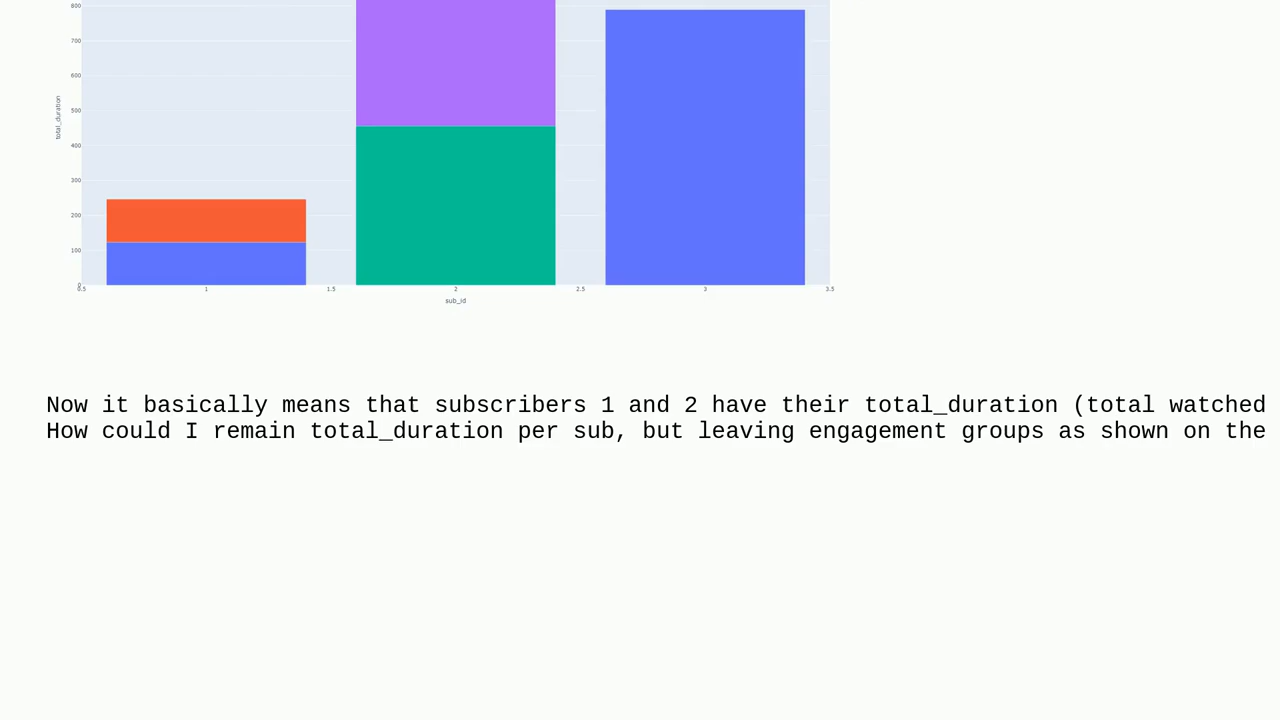 800
700
600
500
400
300
200
100
0
total_duration
0.5 1 1.5 2 2.5 3 3.5
sub_id
Now it basically means that subscribers 1 and 2 have their total_duration (total watched
How could I remain total_duration per sub, but leaving engagement groups as shown on the